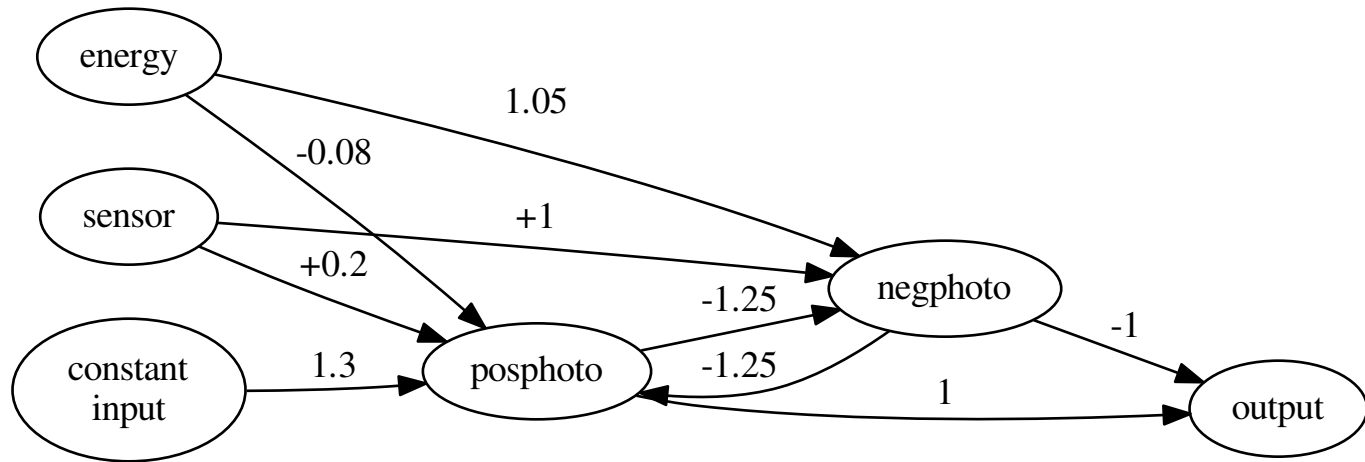 energy
1.05
-0.08
sensor
+1
+0.2
negphoto
-1.25
-1
constant
input
1.3
posphoto
-1.25
1
output